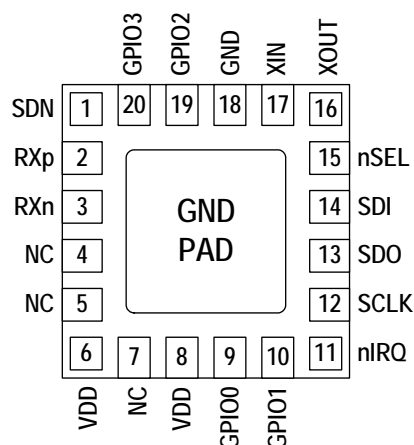 GPIO3 GPIO2 GND XIN XOUT
SDN 1 20 19 18 17 16
RXp 2 15 nSEL
RXn 3 14 SDI
GND
PAD
NC 4 13 SDO
NC 5 12 SCLK
6 7 8 9 10 11 nIRQ
VDD NC VDD GPIO0 GPIO1